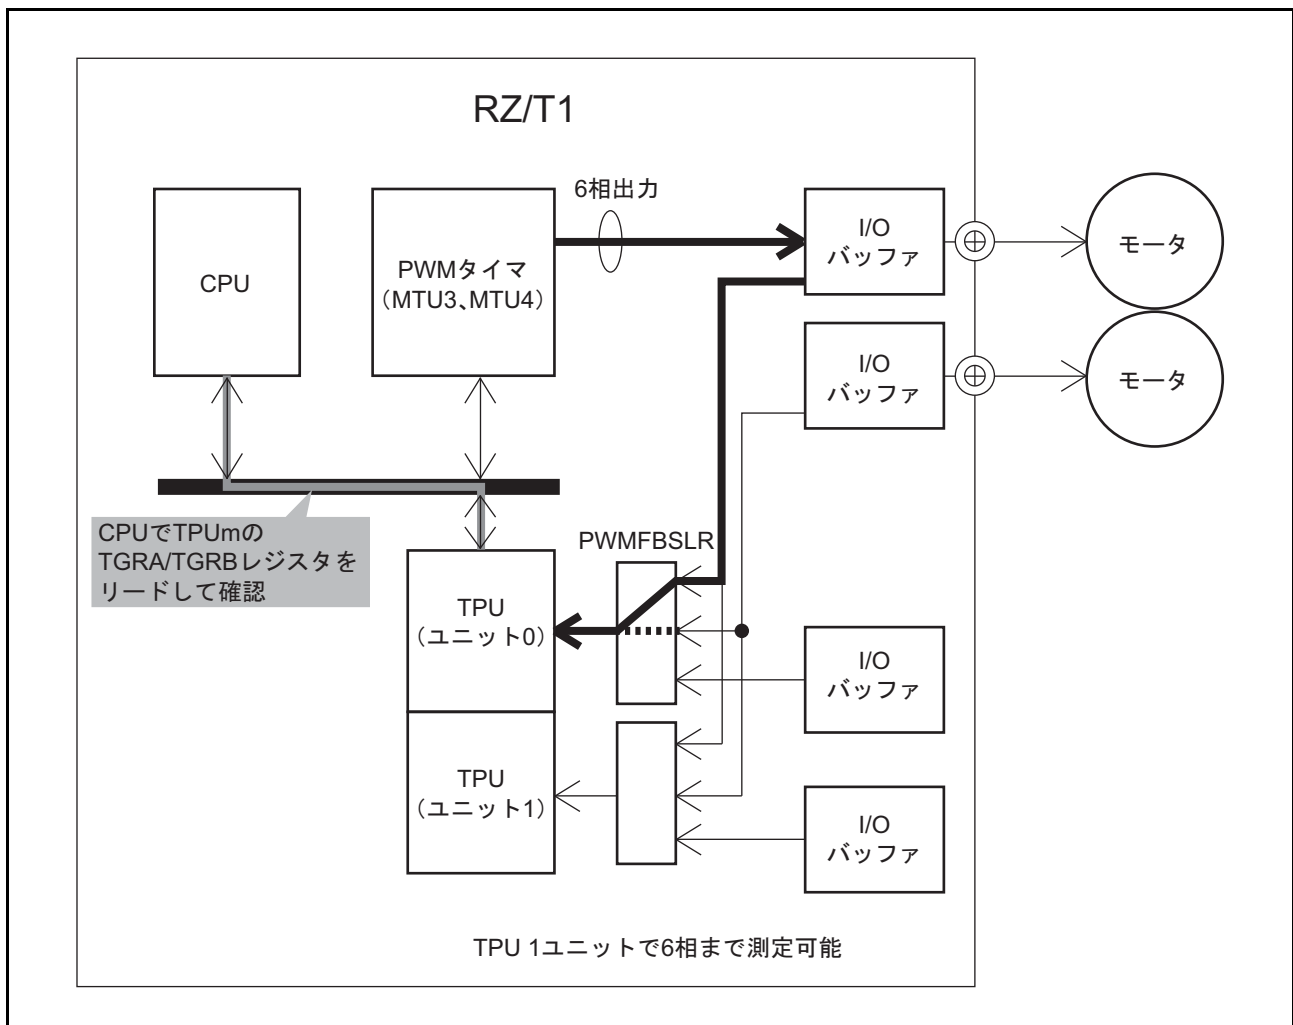 RZ/T1
6相出力
CPU
PWMタイマ
（MTU3、MTU4）
I/O
バッファ
モータ
I/O
バッファ
モータ
CPUでTPUmの
TGRA/TGRBレジスタを
リードして確認
PWMFBSLR
TPU
（ユニット0）
I/O
バッファ
TPU
（ユニット1）
I/O
バッファ
TPU 1ユニットで6相まで測定可能